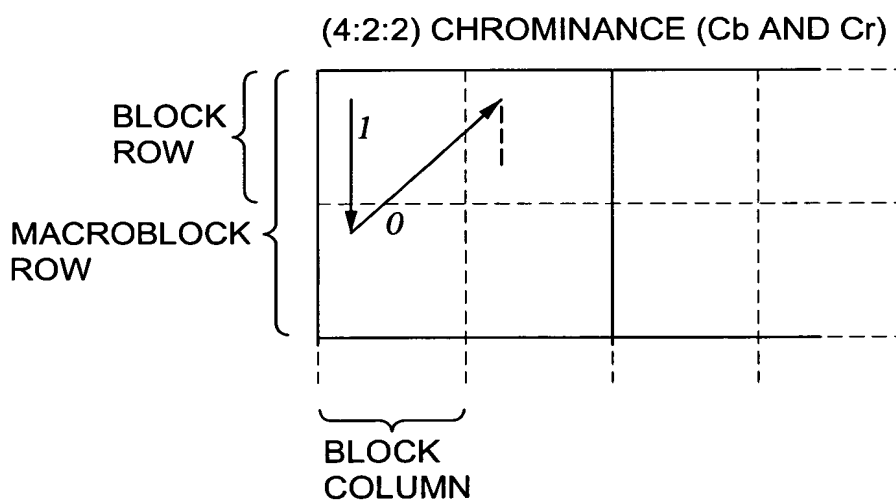 (4:2:2) CHROMINANCE (Cb AND Cr)
BLOCK
ROW
1
0
MACROBLOCK
ROW
BLOCK
COLUMN